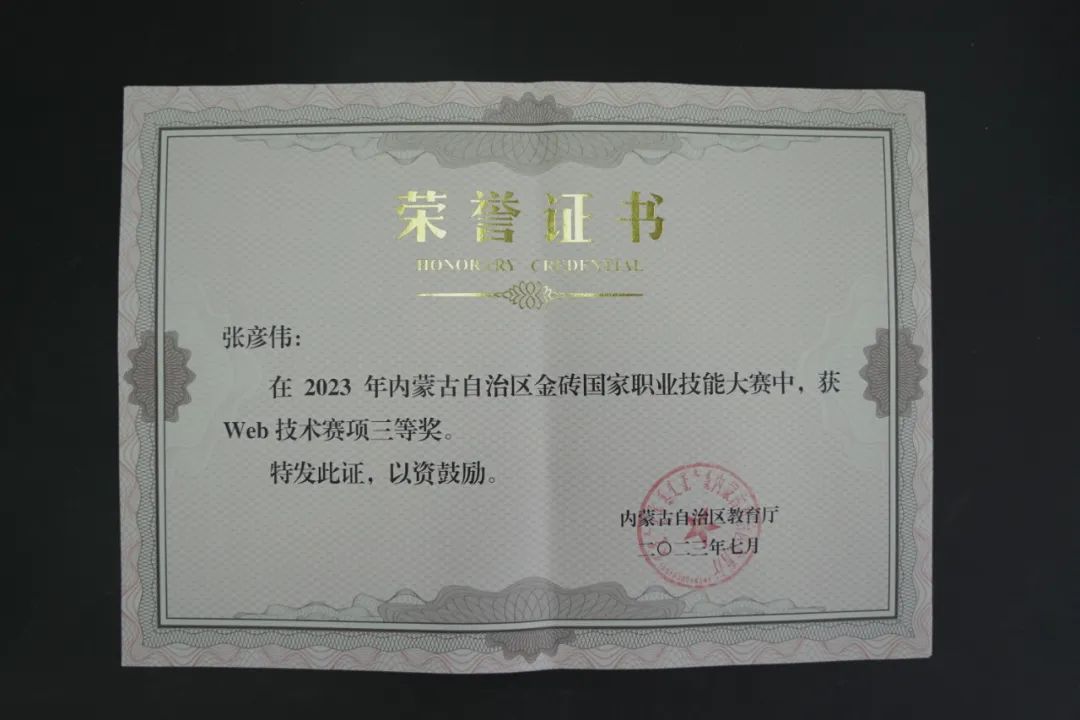 荣誉证书
HONORARY CREDENTIAL
张彦伟:
在 2023 年内蒙古自治区金砖国家职业技能大赛中，获
Web 技术赛项三等奖。
特发此证，以资鼓励。
内蒙古自治区教育厅
二〇二三年七月